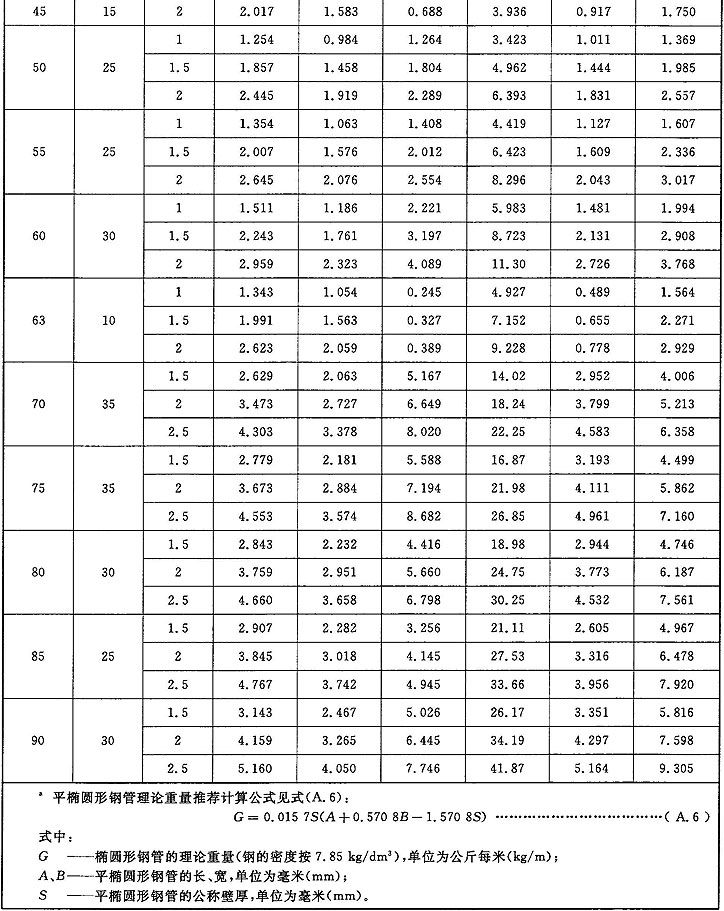 45 15 2 2.017 1.583 0.688 3.936 0.917 1.750
50 25 1 1.254 0.984 1.264 3.423 1.011 1.369
1.5 1.857 1.458 1.804 4.962 1.444 1.985
2 2.445 1.919 2.289 6.393 1.831 2.557
55 25 1 1.354 1.063 1.408 4.419 1.127 1.607
1.5 2.007 1.576 2.012 6.423 1.609 2.336
2 2.645 2.076 2.554 8.296 2.043 3.017
60 30 1 1.511 1.186 2.221 5.983 1.481 1.994
1.5 2.243 1.761 3.197 8.723 2.131 2.908
2 2.959 2.323 4.089 11.30 2.726 3.768
63 10 1 1.343 1.054 0.245 4.927 0.489 1.564
1.5 1.991 1.563 0.327 7.152 0.655 2.271
2 2.623 2.059 0.389 9.228 0.778 2.929
70 35 1.5 2.629 2.063 5.167 14.02 2.952 4.006
2 3.473 2.727 6.649 18.24 3.799 5.213
2.5 4.303 3.378 8.020 22.25 4.583 6.358
75 35 1.5 2.779 2.181 5.588 16.87 3.193 4.499
2 3.673 2.884 7.194 21.98 4.111 5.862
2.5 4.553 3.574 8.682 26.85 4.961 7.160
80 30 1.5 2.843 2.232 4.416 18.98 2.944 4.746
2 3.759 2.951 5.660 24.75 3.773 6.187
2.5 4.660 3.658 6.798 30.25 4.532 7.561
85 25 1.5 2.907 2.282 3.256 21.11 2.605 4.967
2 3.845 3.018 4.145 27.53 3.316 6.478
2.5 4.767 3.742 4.945 33.66 3.956 7.920
90 30 1.5 3.143 2.467 5.026 26.17 3.351 5.816
2 4.159 3.265 6.445 34.19 4.297 7.598
2.5 5.160 4.050 7.746 41.87 5.164 9.305
ᵃ 平椭圆形钢管理论重量推荐计算公式见式(A.6):
G=0.015 7S(A+0.570 8B−1.570 8S) ………………………………(A.6)
式中:
G ——椭圆形钢管的理论重量(钢的密度按7.85 kg/dm³),单位为公斤每米(kg/m);
A、B——平椭圆形钢管的长、宽,单位为毫米(mm);
S ——平椭圆形钢管的公称壁厚,单位为毫米(mm)。